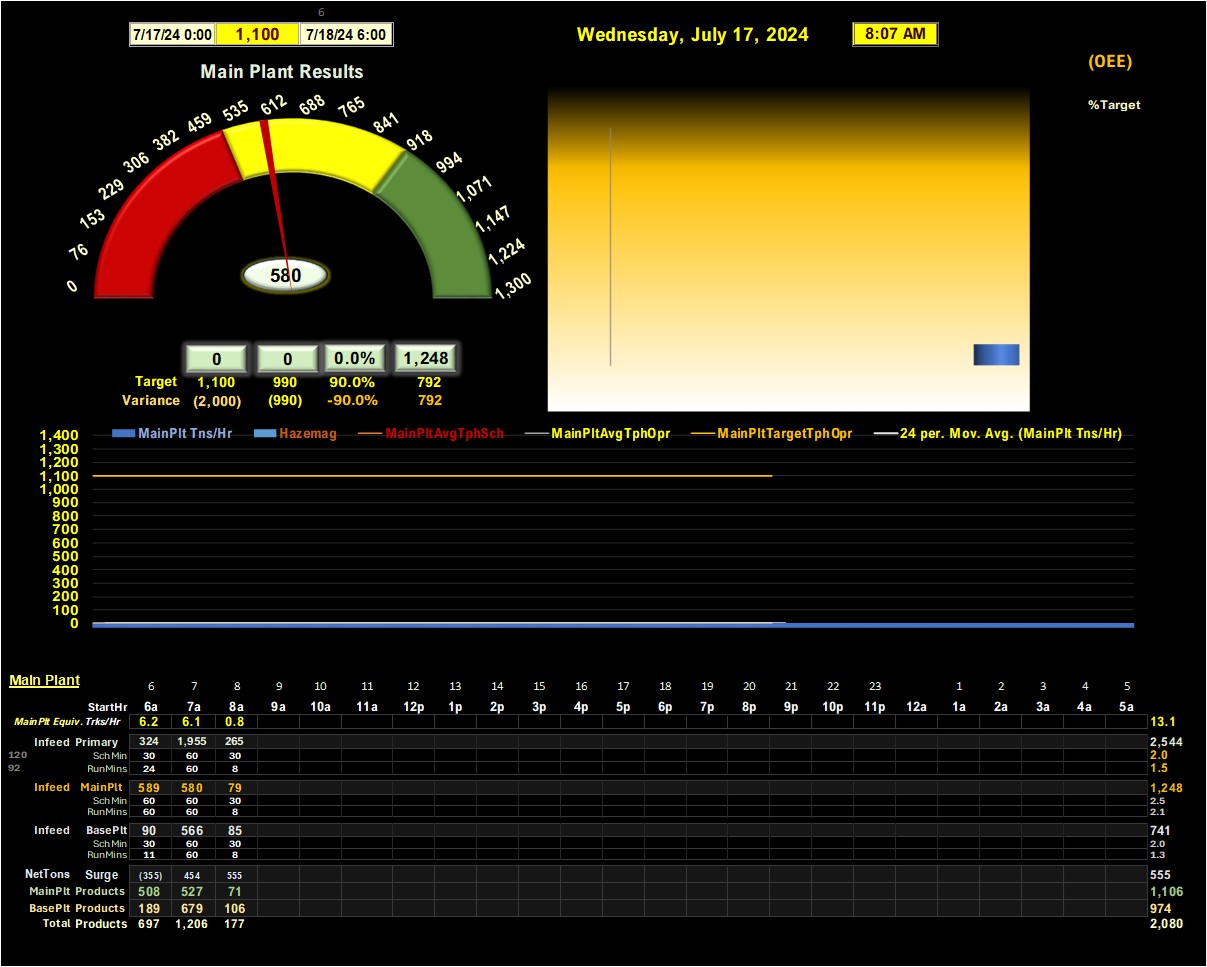 6
7/17/24 0:00 1,100 7/18/24 6:00 Wednesday, July 17, 2024 8:07 AM
(OEE)
Main Plant Results
%Target
0 76 153 229 306 382 459 535 612 688 765 841 918 994 1,071 1,147 1,224 1,300
580
0 0 0.0% 1,248
Target 1,100 990 90.0% 792
Variance (2,000) (990) -90.0% 792
MainPlt Tns/Hr Hazemag MainPltAvgTphSch MainPltAvgTphOpr MainPltTargetTphOpr 24 per. Mov. Avg. (MainPlt Tns/Hr)
1,400
1,300
1,200
1,100
1,000
900
800
700
600
500
400
300
200
100
0
Main Plant
6 7 8 9 10 11 12 13 14 15 16 17 18 19 20 21 22 23 1 2 3 4 5
StartHr 6a 7a 8a 9a 10a 11a 12p 1p 2p 3p 4p 5p 6p 7p 8p 9p 10p 11p 12a 1a 2a 3a 4a 5a
MainPlt Equiv. Trks/Hr 6.2 6.1 0.8 13.1
Infeed Primary 324 1,955 265 2,544
120 Sch Min 30 60 30 2.0
92 RunMins 24 60 8 1.5
Infeed MainPlt 589 580 79 1,248
Sch Min 60 60 30 2.5
RunMins 60 60 8 2.1
Infeed BasePlt 90 566 85 741
Sch Min 30 60 30 2.0
RunMins 11 60 8 1.3
NetTons Surge (355) 454 555 555
MainPlt Products 508 527 71 1,106
BasePlt Products 189 679 106 974
Total Products 697 1,206 177 2,080